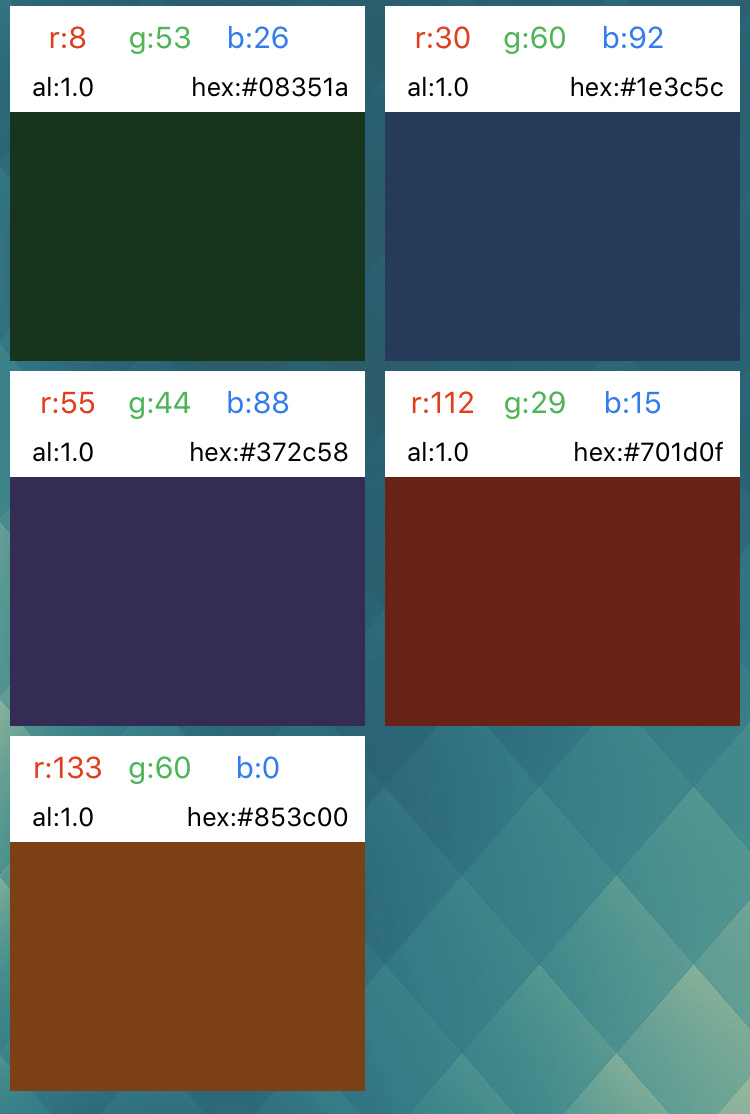 r:8 g:53 b:26
al:1.0 hex:#08351a
r:30 g:60 b:92
al:1.0 hex:#1e3c5c
r:55 g:44 b:88
al:1.0 hex:#372c58
r:112 g:29 b:15
al:1.0 hex:#701d0f
r:133 g:60 b:0
al:1.0 hex:#853c00